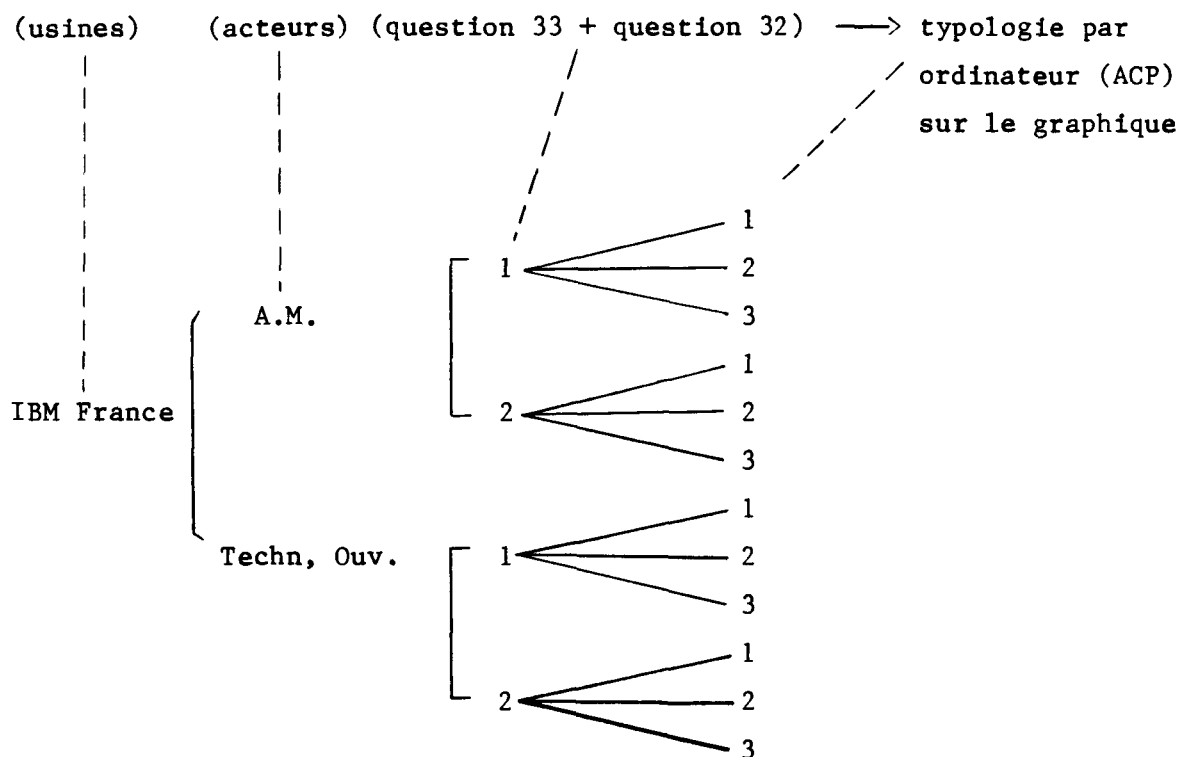 (usines) (acteurs) (question 33 + question 32) → typologie par
ordinateur (ACP)
sur le graphique
1
1 2
3
A.M.
1
IBM France 2 2
3
1
Techn, Ouv. 1 2
3
1
2 2
3